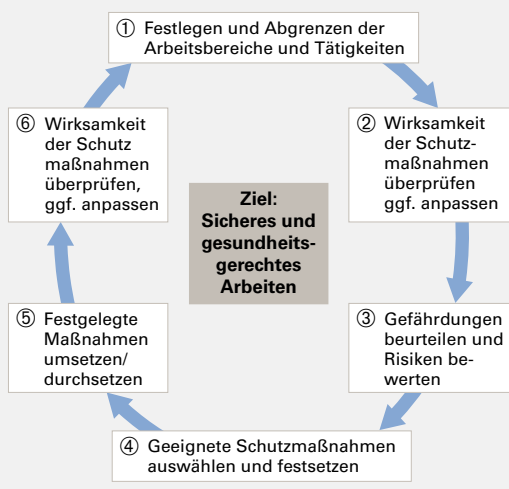 ① Festlegen und Abgrenzen der
Arbeitsbereiche und Tätigkeiten
② Wirksamkeit
der Schutz-
maßnahmen
überprüfen
ggf. anpassen
③ Gefährdungen
beurteilen und
Risiken be-
werten
④ Geeignete Schutzmaßnahmen
auswählen und festsetzen
⑤ Festgelegte
Maßnahmen
umsetzen/
durchsetzen
⑥ Wirksamkeit
der Schutz
maßnahmen
überprüfen,
ggf. anpassen
Ziel:
Sicheres und
gesundheits-
gerechtes
Arbeiten